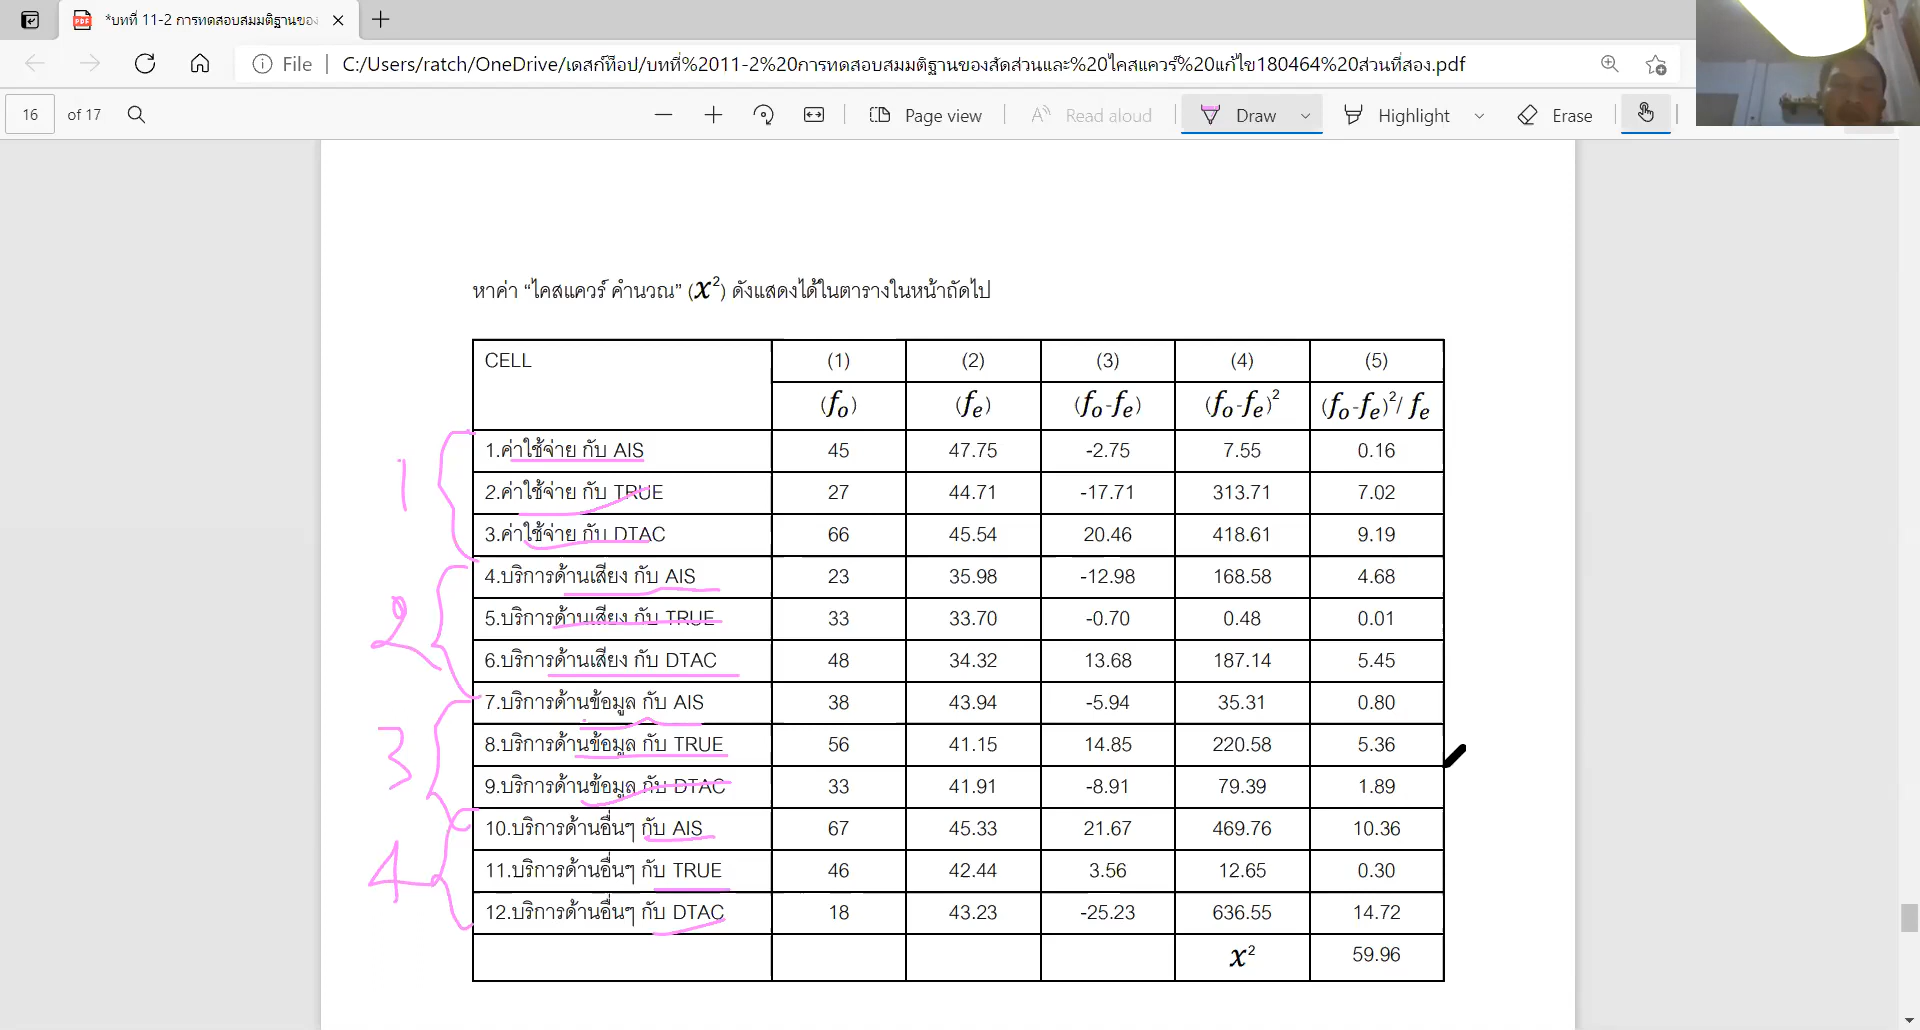 *บทที่ 11-2 การทดสอบสมมติฐานของ
File C:/Users/ratch/OneDrive/เดสก์ท็อป/บทที่%2011-2%20การทดสอบสมมติฐานของสัดส่วนและ%20ไคสแควร์%20แก้ไข180464%20ส่วนที่สอง.pdf
16 of 17 Page view Read aloud Draw Highlight Erase
หาค่า “ไคสแควร์ คำนวณ” (x²) ดังแสดงได้ในตารางในหน้าถัดไป
CELL (1) (2) (3) (4) (5)
(fo) (fe) (fo-fe) (fo-fe)² (fo-fe)²/ fe
1.ค่าใช้จ่าย กับ AIS 45 47.75 -2.75 7.55 0.16
2.ค่าใช้จ่าย กับ TRUE 27 44.71 -17.71 313.71 7.02
3.ค่าใช้จ่าย กับ DTAC 66 45.54 20.46 418.61 9.19
4.บริการด้านเสียง กับ AIS 23 35.98 -12.98 168.58 4.68
5.บริการด้านเสียง กับ TRUE 33 33.70 -0.70 0.48 0.01
6.บริการด้านเสียง กับ DTAC 48 34.32 13.68 187.14 5.45
7.บริการด้านข้อมูล กับ AIS 38 43.94 -5.94 35.31 0.80
8.บริการด้านข้อมูล กับ TRUE 56 41.15 14.85 220.58 5.36
9.บริการด้านข้อมูล กับ DTAC 33 41.91 -8.91 79.39 1.89
10.บริการด้านอื่นๆ กับ AIS 67 45.33 21.67 469.76 10.36
11.บริการด้านอื่นๆ กับ TRUE 46 42.44 3.56 12.65 0.30
12.บริการด้านอื่นๆ กับ DTAC 18 43.23 -25.23 636.55 14.72
x² 59.96
1
2
3
4